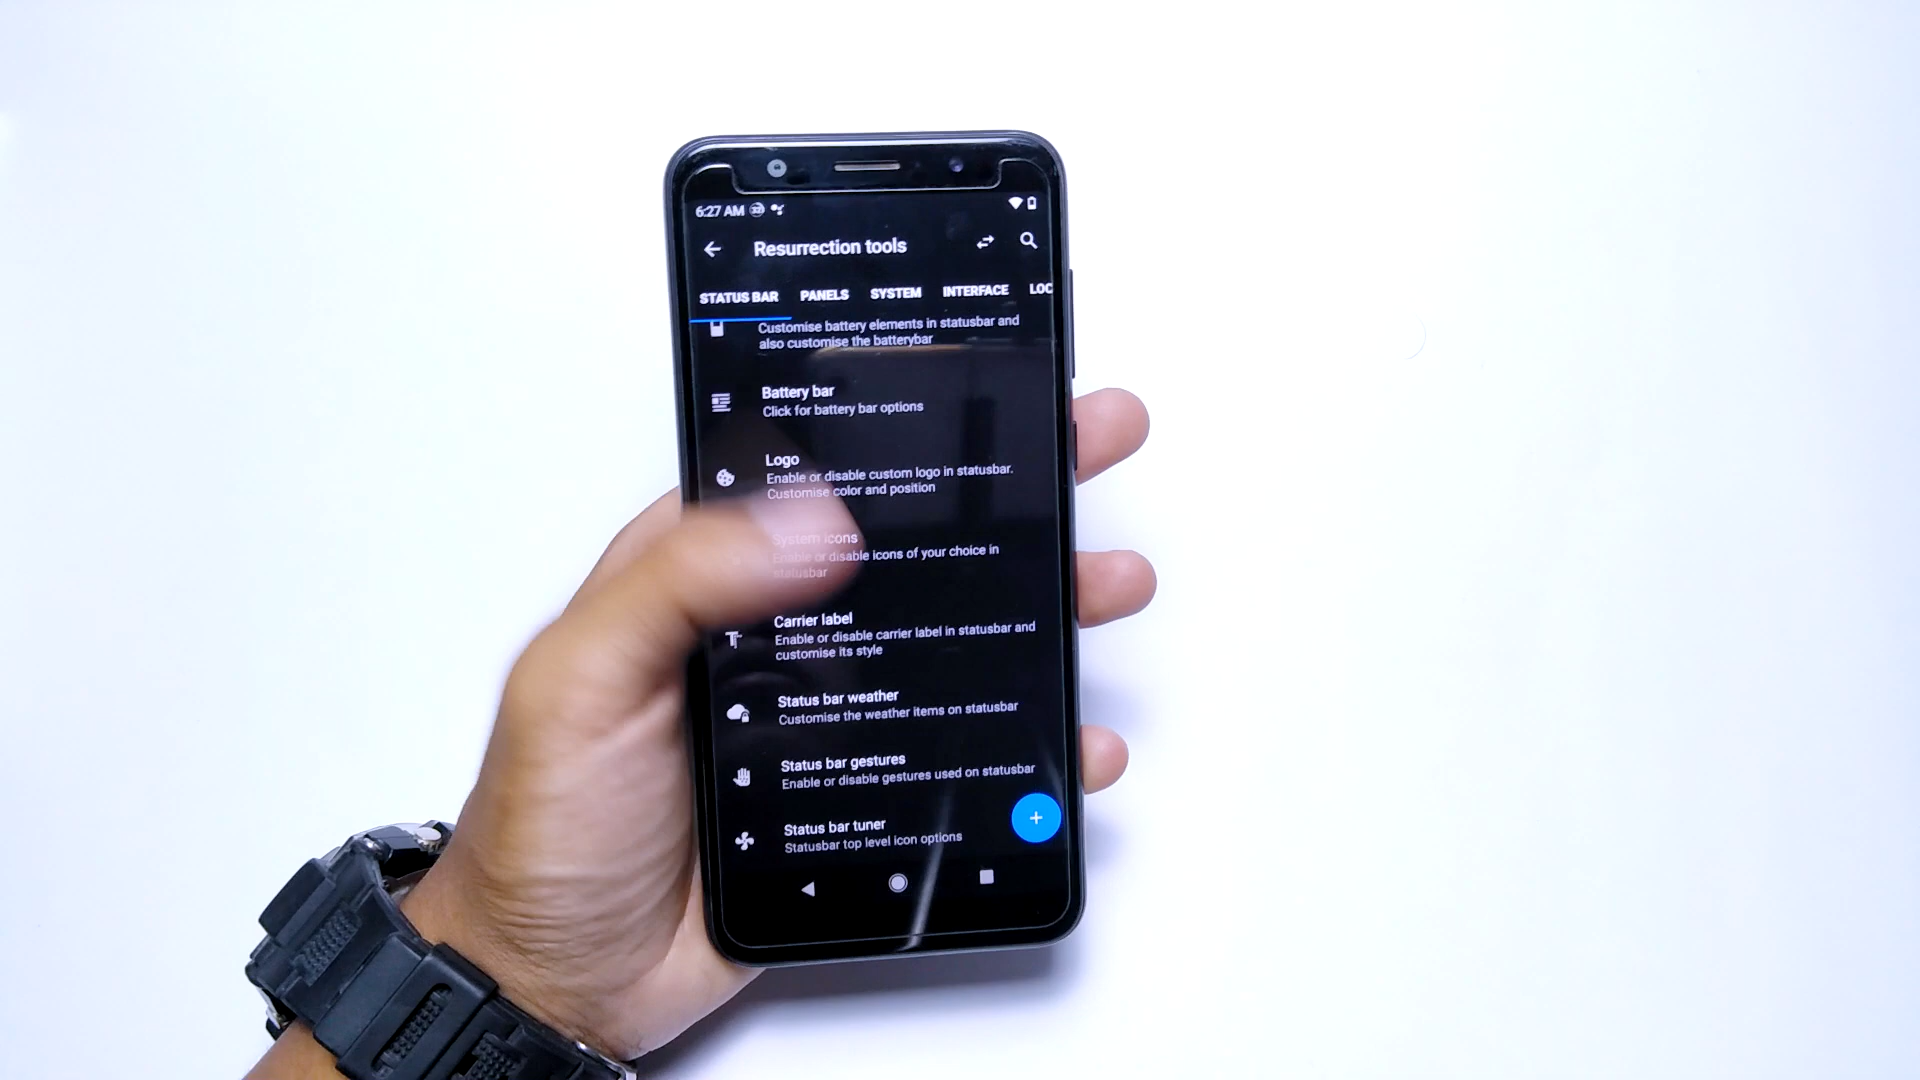 6:27 AM
Resurrection tools
STATUS BAR PANELS SYSTEM INTERFACE LOC
Customise battery elements in statusbar and
also customise the batterybar
Battery bar
Click for battery bar options
Logo
Enable or disable custom logo in statusbar.
Customise color and position
System icons
Enable or disable icons of your choice in
statusbar
Carrier label
Enable or disable carrier label in statusbar and
customise its style
Status bar weather
Customise the weather items on statusbar
Status bar gestures
Enable or disable gestures used on statusbar
Status bar tuner
Statusbar top level icon options